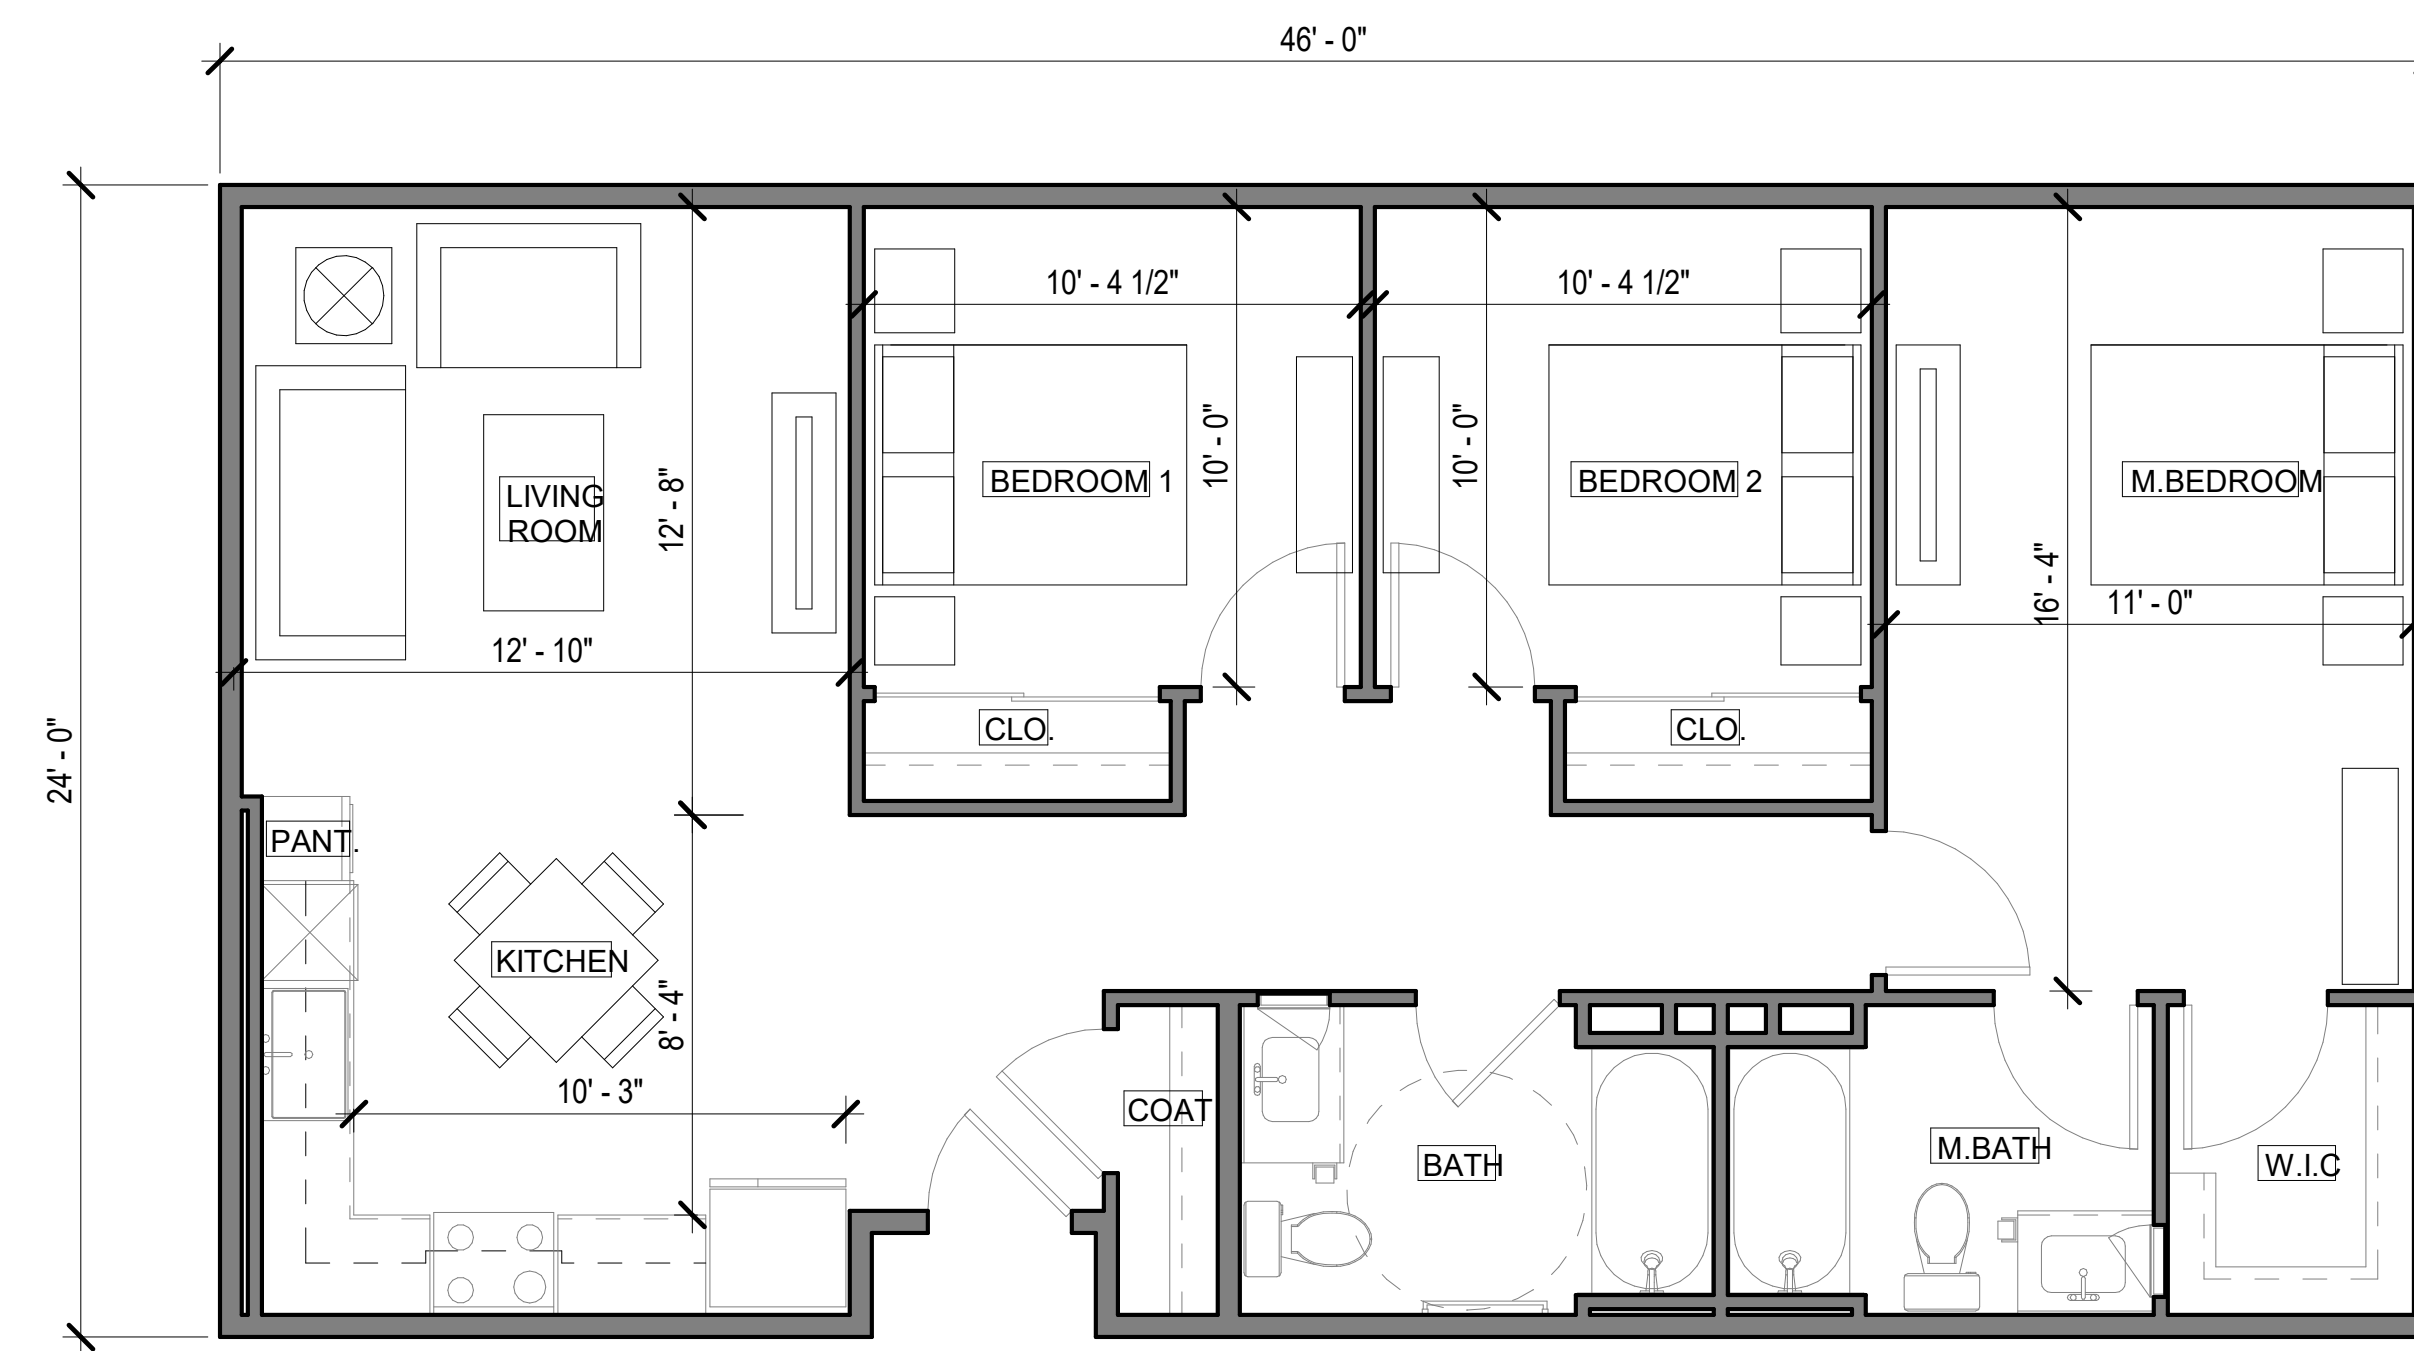 46' - 0"
10' - 4 1/2"
10' - 4 1/2"
10' - 0"
10' - 0"
BEDROOM 1
BEDROOM 2
M.BEDROOM
LIVING
ROOM
12' - 8"
16' - 4"
11' - 0"
12' - 10"
24' - 0"
CLO.
CLO.
PANT.
KITCHEN
8' - 4"
10' - 3"
COAT
BATH
M.BATH
W.I.C